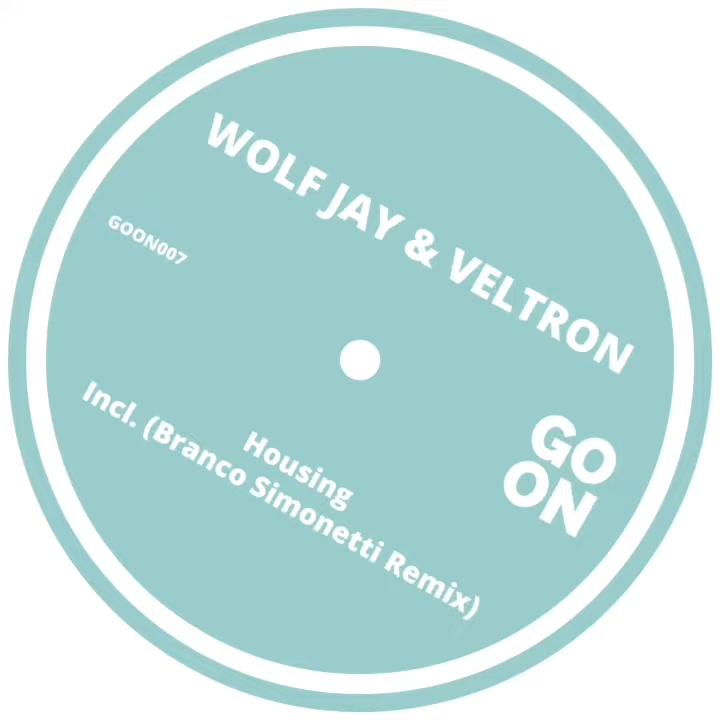 WOLF JAY & VELTRON
GOON007
GO
ON
Housing
Incl. (Branco Simonetti Remix)